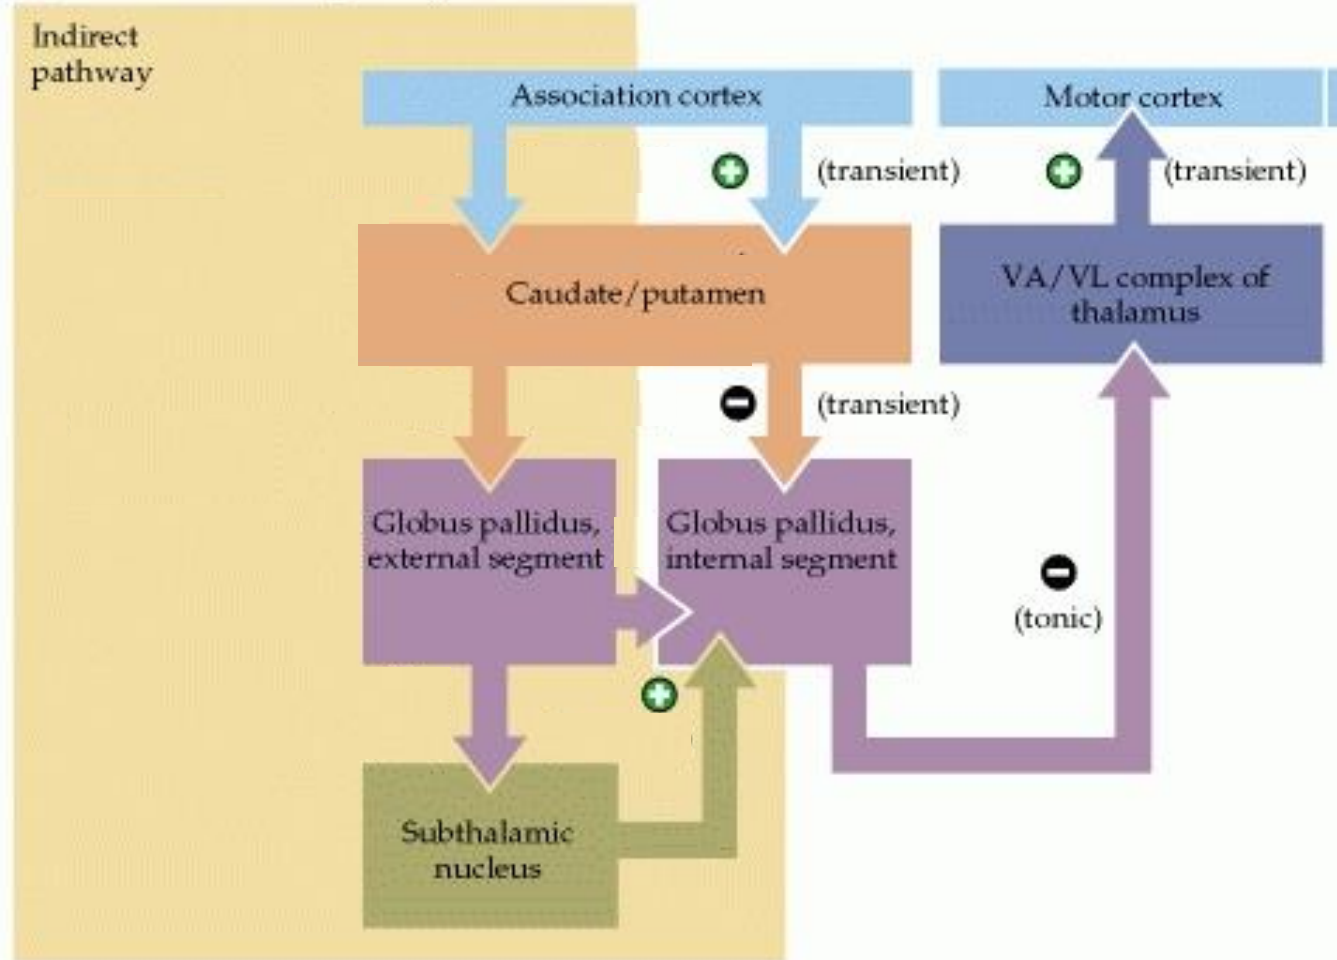 Indirect
pathway
Association cortex
Motor cortex
(transient)
(transient)
Caudate/putamen
VA/VL complex of
thalamus
(transient)
Globus pallidus,
external segment
Globus pallidus,
internal segment
(tonic)
Subthalamic
nucleus